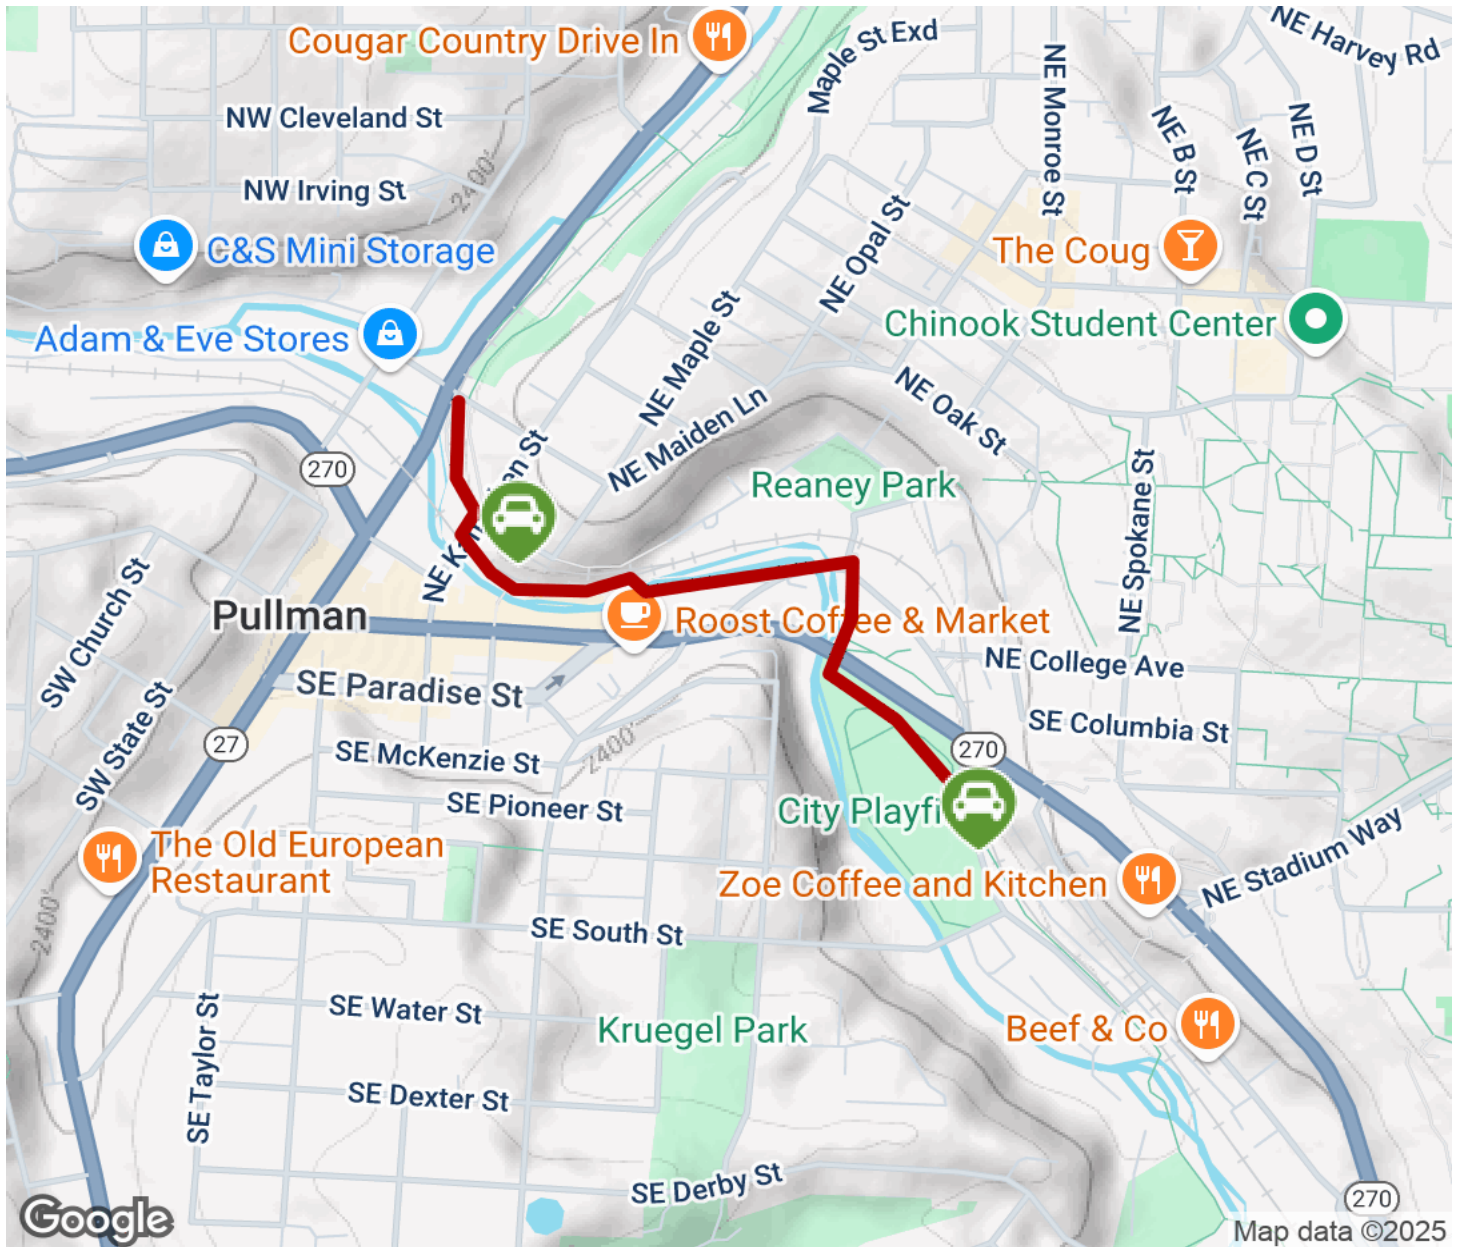 Cougar Country Drive In
Maple St Exd
NE Harvey Rd
NE Monroe St
NE B St
NE C St
NE D St
NW Cleveland St
NW Irving St
2400'
C&S Mini Storage
NE Opal St
The Coug
Adam & Eve Stores
Chinook Student Center
NE Maple St
NE Maiden Ln
NE Oak St
270
Reaney Park
NE Spokane St
SW Church St
Pullman
Roost Coffee & Market
NE College Ave
SE Paradise St
SE Columbia St
SW State St
27
SE McKenzie St
2400'
270
SE Pioneer St
City Playfi
NE Stadium Way
The Old European
Restaurant
Zoe Coffee and Kitchen
2400'
SE South St
SE Water St
Kruegel Park
Beef & Co
SE Taylor St
SE Dexter St
SE Derby St
270
Google
Map data ©2025